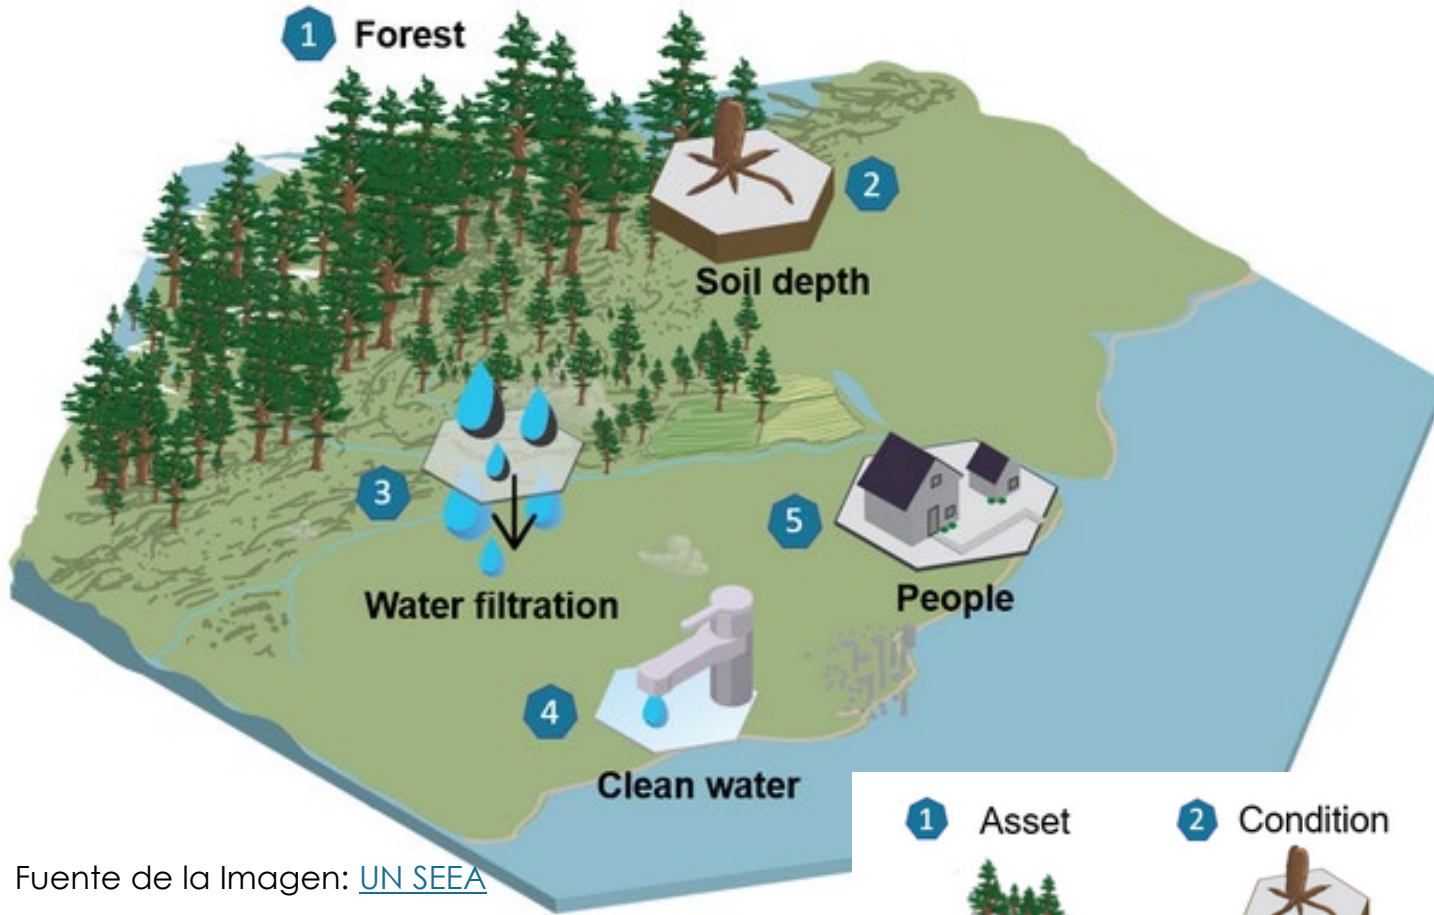 1 Forest
2
Soil depth
3
Water filtration
5
People
4
Clean water
Fuente de la Imagen: UN SEEA
1 Asset
2 Condition